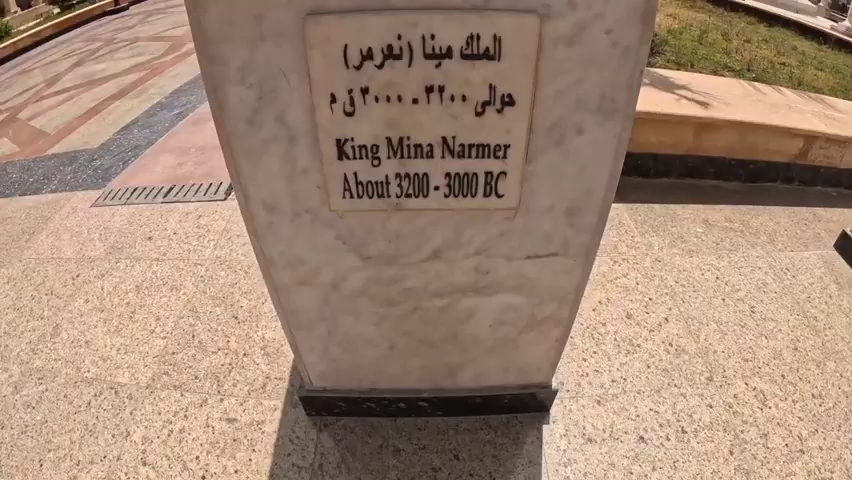 الملك مينا (نعرمر)
حوالى ٣٢٠٠ - ٣٠٠٠ ق م
King Mina Narmer
About 3200 - 3000 BC